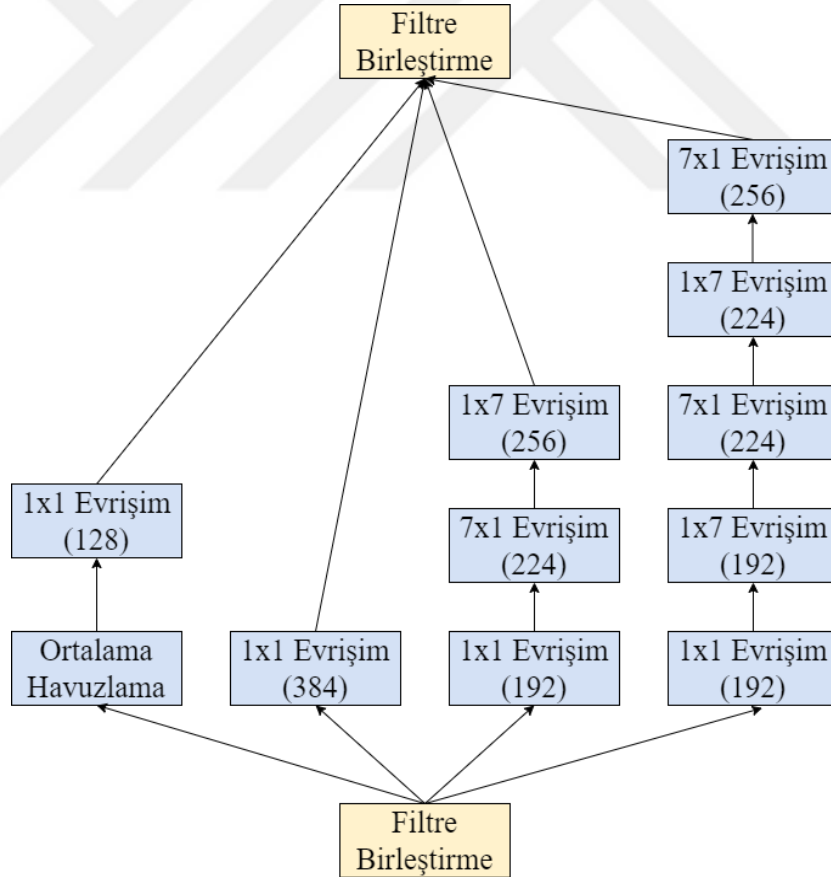 Filtre
Birleştirme
7x1 Evrişim
(256)
1x7 Evrişim
(224)
1x7 Evrişim
(256)
7x1 Evrişim
(224)
1x1 Evrişim
(128)
7x1 Evrişim
(224)
1x7 Evrişim
(192)
Ortalama
Havuzlama
1x1 Evrişim
(384)
1x1 Evrişim
(192)
1x1 Evrişim
(192)
Filtre
Birleştirme